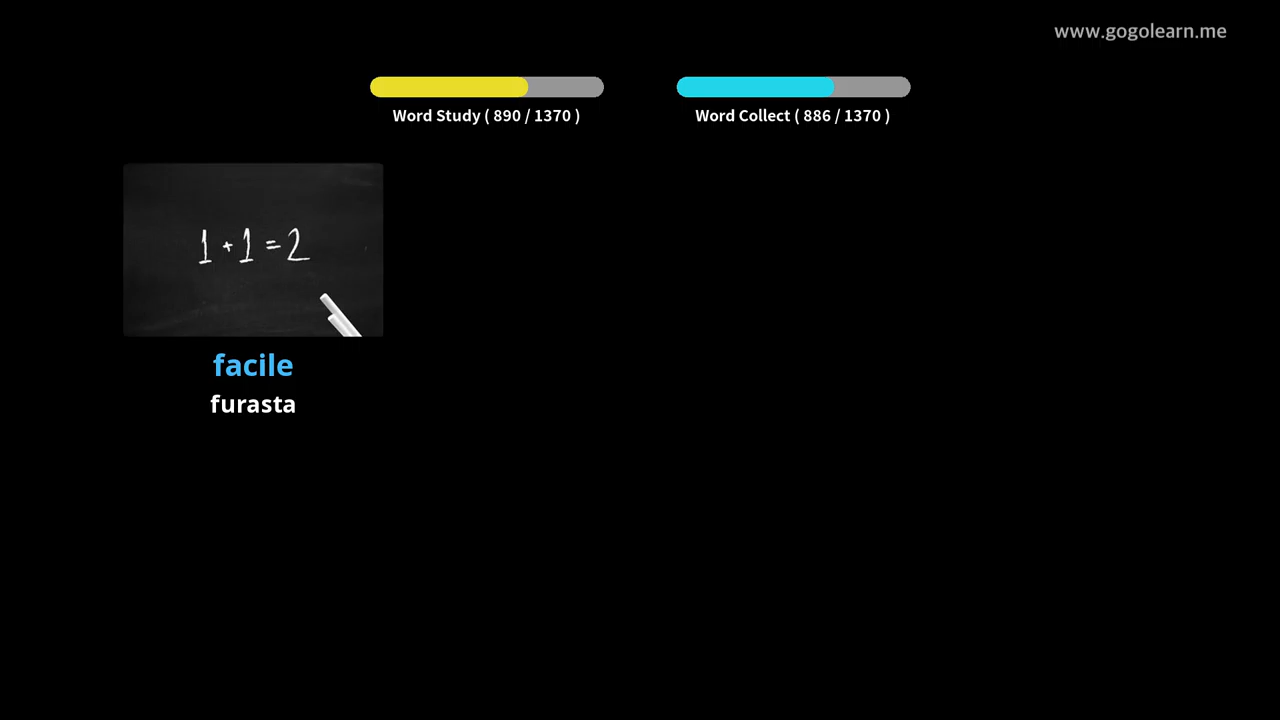 www.gogolearn.me
Word Study ( 890 / 1370 )
Word Collect ( 886 / 1370 )
1 + 1 = 2
facile
furasta